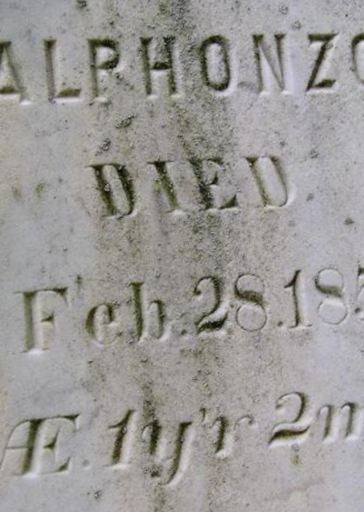 ALPHONZO
DIED
Feb. 28. 185
Æ. 1 y'r 2 m